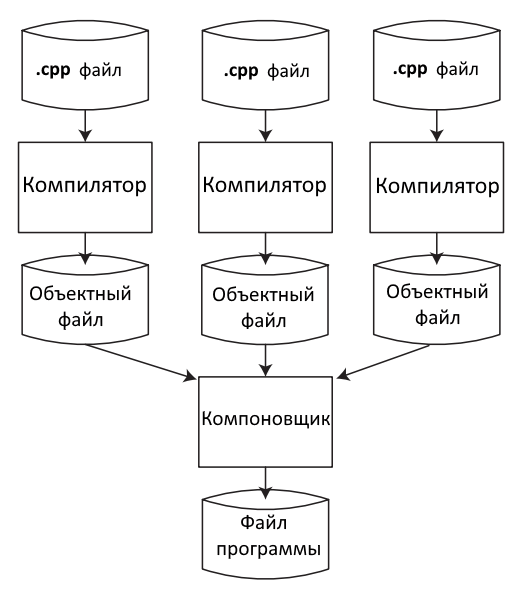 .cpp файл
.cpp файл
.cpp файл
Компилятор
Компилятор
Компилятор
Объектный
файл
Объектный
файл
Объектный
файл
Компоновщик
Файл
программы